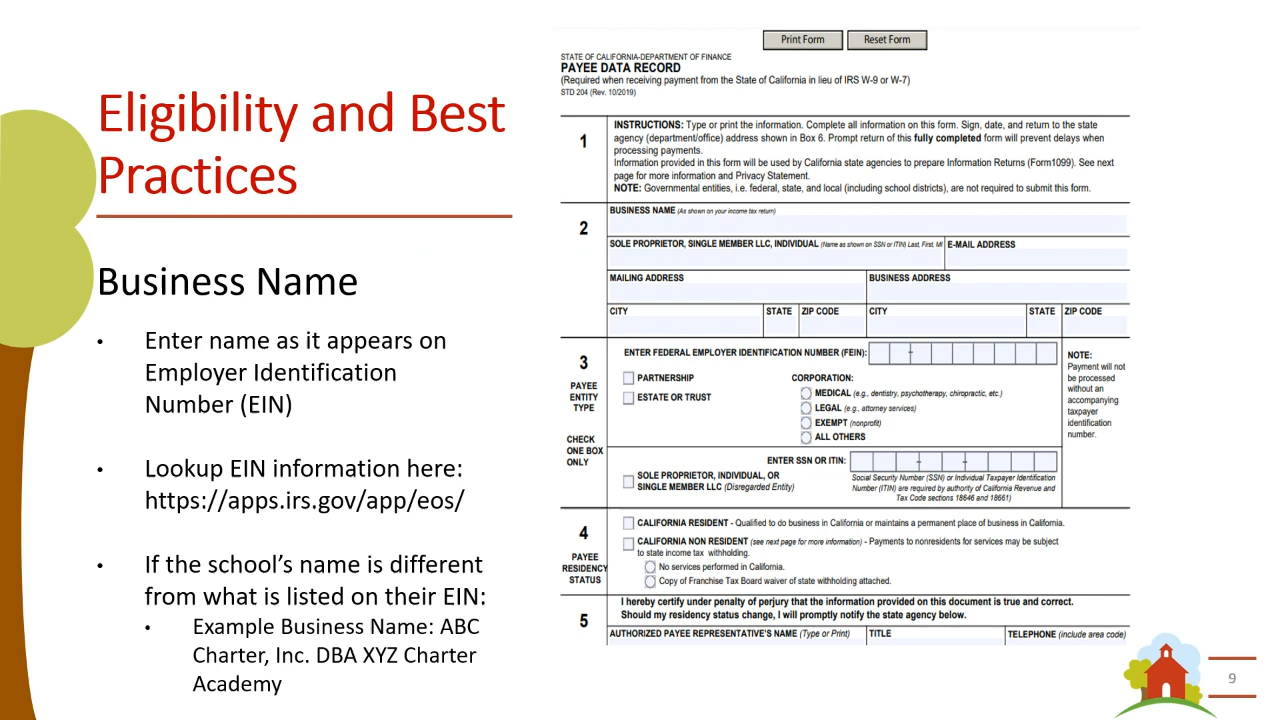 Eligibility and Best
Practices
Business Name
• Enter name as it appears on
Employer Identification
Number (EIN)
• Lookup EIN information here:
https://apps.irs.gov/app/eos/
• If the school's name is different
from what is listed on their EIN:
• Example Business Name: ABC
Charter, Inc. DBA XYZ Charter
Academy
Print Form Reset Form
STATE OF CALIFORNIA-DEPARTMENT OF FINANCE
PAYEE DATA RECORD
(Required when receiving payment from the State of California in lieu of IRS W-9 or W-7)
STD 204 (Rev. 10/2019)
1
INSTRUCTIONS: Type or print the information. Complete all information on this form. Sign, date, and return to the state
agency (department/office) address shown in Box 6. Prompt return of this fully completed form will prevent delays when
processing payments.
Information provided in this form will be used by California state agencies to prepare Information Returns (Form1099). See next
page for more information and Privacy Statement.
NOTE: Governmental entities, i.e. federal, state, and local (including school districts), are not required to submit this form.
2
BUSINESS NAME (As shown on your income tax return)
SOLE PROPRIETOR, SINGLE MEMBER LLC, INDIVIDUAL (Name as shown on SSN or ITIN) Last, First, MI E-MAIL ADDRESS
MAILING ADDRESS BUSINESS ADDRESS
CITY STATE ZIP CODE CITY STATE ZIP CODE
3
PAYEE
ENTITY
TYPE
CHECK
ONE BOX
ONLY
ENTER FEDERAL EMPLOYER IDENTIFICATION NUMBER (FEIN): -
PARTNERSHIP
ESTATE OR TRUST
CORPORATION:
MEDICAL (e.g., dentistry, psychotherapy, chiropractic, etc.)
LEGAL (e.g., attorney services)
EXEMPT (nonprofit)
ALL OTHERS
ENTER SSN OR ITIN: - -
SOLE PROPRIETOR, INDIVIDUAL, OR
SINGLE MEMBER LLC (Disregarded Entity)
Social Security Number (SSN) or Individual Taxpayer Identification
Number (ITIN) are required by authority of California Revenue and
Tax Code sections 18646 and 18661)
NOTE:
Payment will not
be processed
without an
accompanying
taxpayer
identification
number.
4
PAYEE
RESIDENCY
STATUS
CALIFORNIA RESIDENT - Qualified to do business in California or maintains a permanent place of business in California.
CALIFORNIA NON RESIDENT (see next page for more information) - Payments to nonresidents for services may be subject
to state income tax withholding.
No services performed in California.
Copy of Franchise Tax Board waiver of state withholding attached.
5
I hereby certify under penalty of perjury that the information provided on this document is true and correct.
Should my residency status change, I will promptly notify the state agency below.
AUTHORIZED PAYEE REPRESENTATIVE'S NAME (Type or Print) TITLE TELEPHONE (include area code)
9